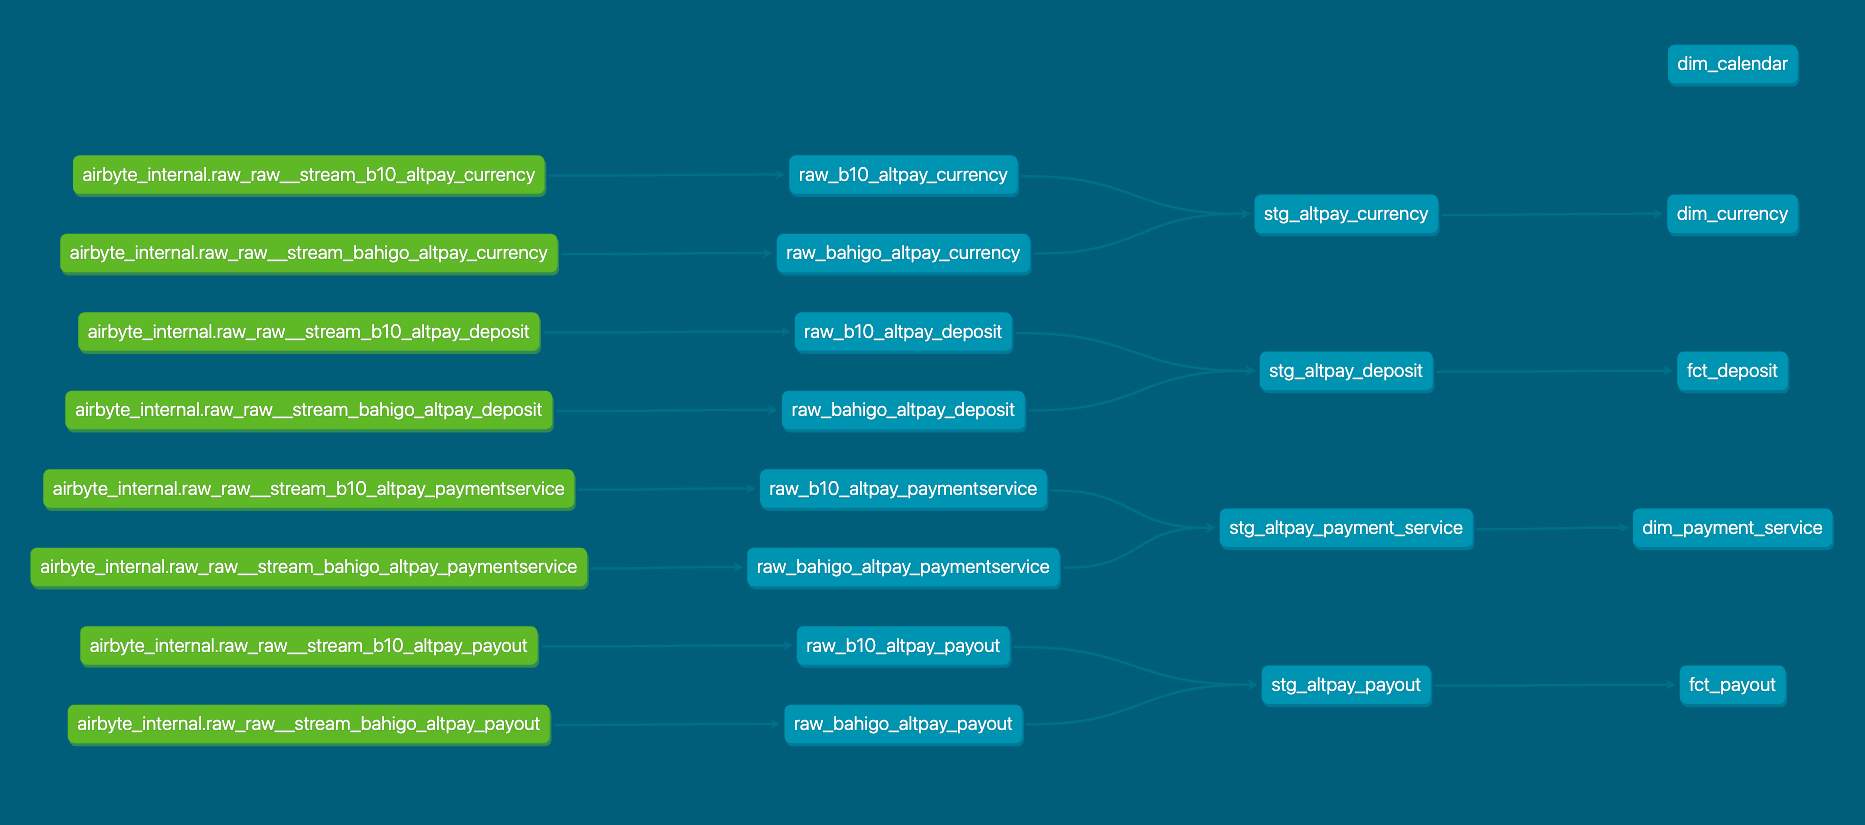 dim_calendar
airbyte_internal.raw_raw__stream_b10_altpay_currency
raw_b10_altpay_currency
stg_altpay_currency
dim_currency
airbyte_internal.raw_raw__stream_bahigo_altpay_currency
raw_bahigo_altpay_currency
airbyte_internal.raw_raw__stream_b10_altpay_deposit
raw_b10_altpay_deposit
stg_altpay_deposit
fct_deposit
airbyte_internal.raw_raw__stream_bahigo_altpay_deposit
raw_bahigo_altpay_deposit
airbyte_internal.raw_raw__stream_b10_altpay_paymentservice
raw_b10_altpay_paymentservice
stg_altpay_payment_service
dim_payment_service
airbyte_internal.raw_raw__stream_bahigo_altpay_paymentservice
raw_bahigo_altpay_paymentservice
airbyte_internal.raw_raw__stream_b10_altpay_payout
raw_b10_altpay_payout
stg_altpay_payout
fct_payout
airbyte_internal.raw_raw__stream_bahigo_altpay_payout
raw_bahigo_altpay_payout